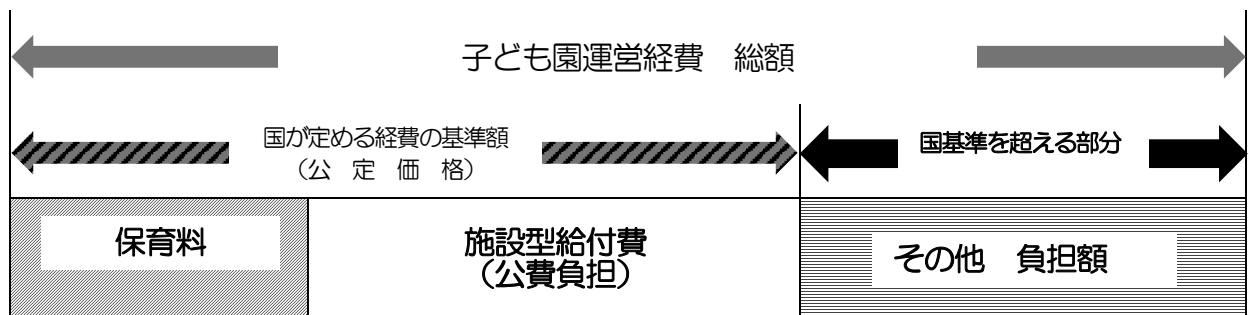 子ども園運営経費　総額
国が定める経費の基準額
（公　定　価　格）
国基準を超える部分
保育料
施設型給付費
（公費負担）
その他　負担額